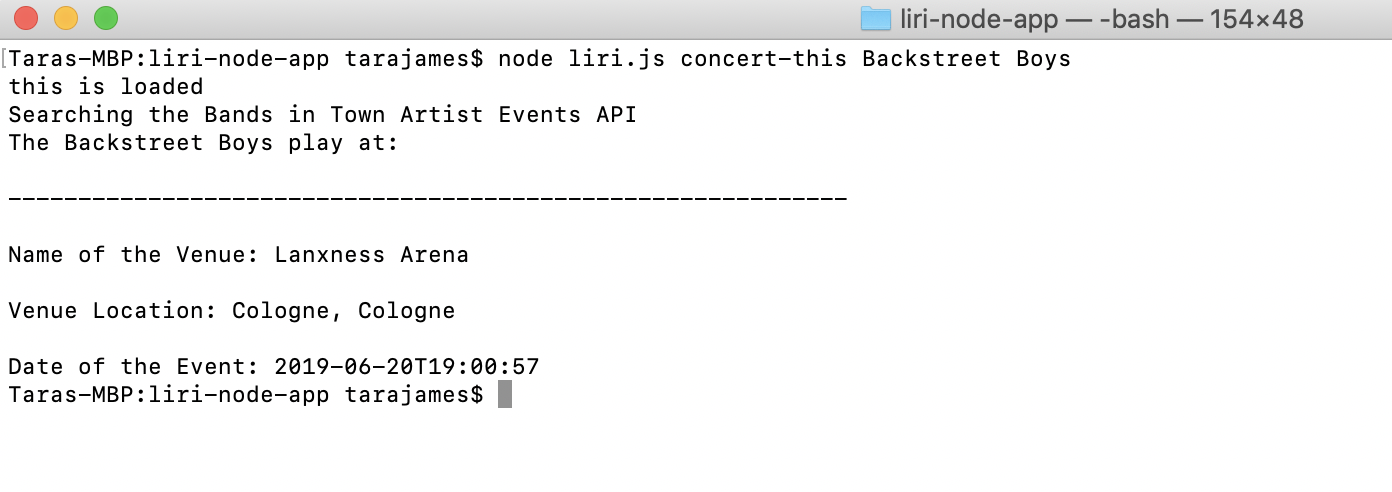 liri-node-app — -bash — 154×48
[Taras-MBP:liri-node-app tarajames$ node liri.js concert-this Backstreet Boys
this is loaded
Searching the Bands in Town Artist Events API
The Backstreet Boys play at:
------------------------------------------------------------
Name of the Venue: Lanxness Arena
Venue Location: Cologne, Cologne
Date of the Event: 2019-06-20T19:00:57
Taras-MBP:liri-node-app tarajames$